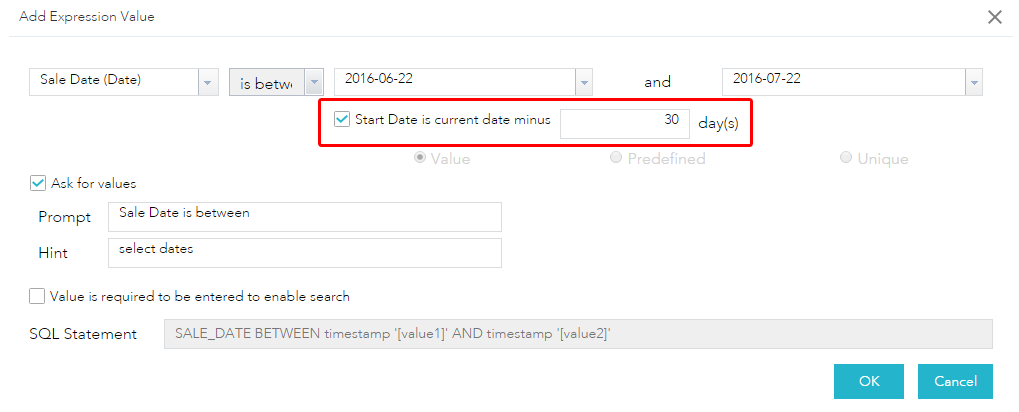 Add Expression Value
Sale Date (Date) is betwe 2016-06-22 and 2016-07-22
Start Date is current date minus 30 day(s)
Value Predefined Unique
Ask for values
Prompt Sale Date is between
Hint select dates
Value is required to be entered to enable search
SQL Statement SALE_DATE BETWEEN timestamp '[value1]' AND timestamp '[value2]'
OK Cancel